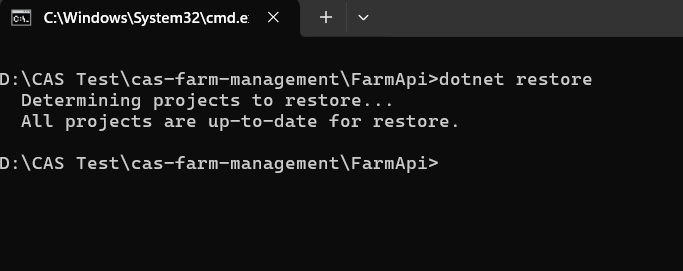 C:\Windows\System32\cmd.e
D:\CAS Test\cas-farm-management\FarmApi>dotnet restore
  Determining projects to restore...
  All projects are up-to-date for restore.
D:\CAS Test\cas-farm-management\FarmApi>